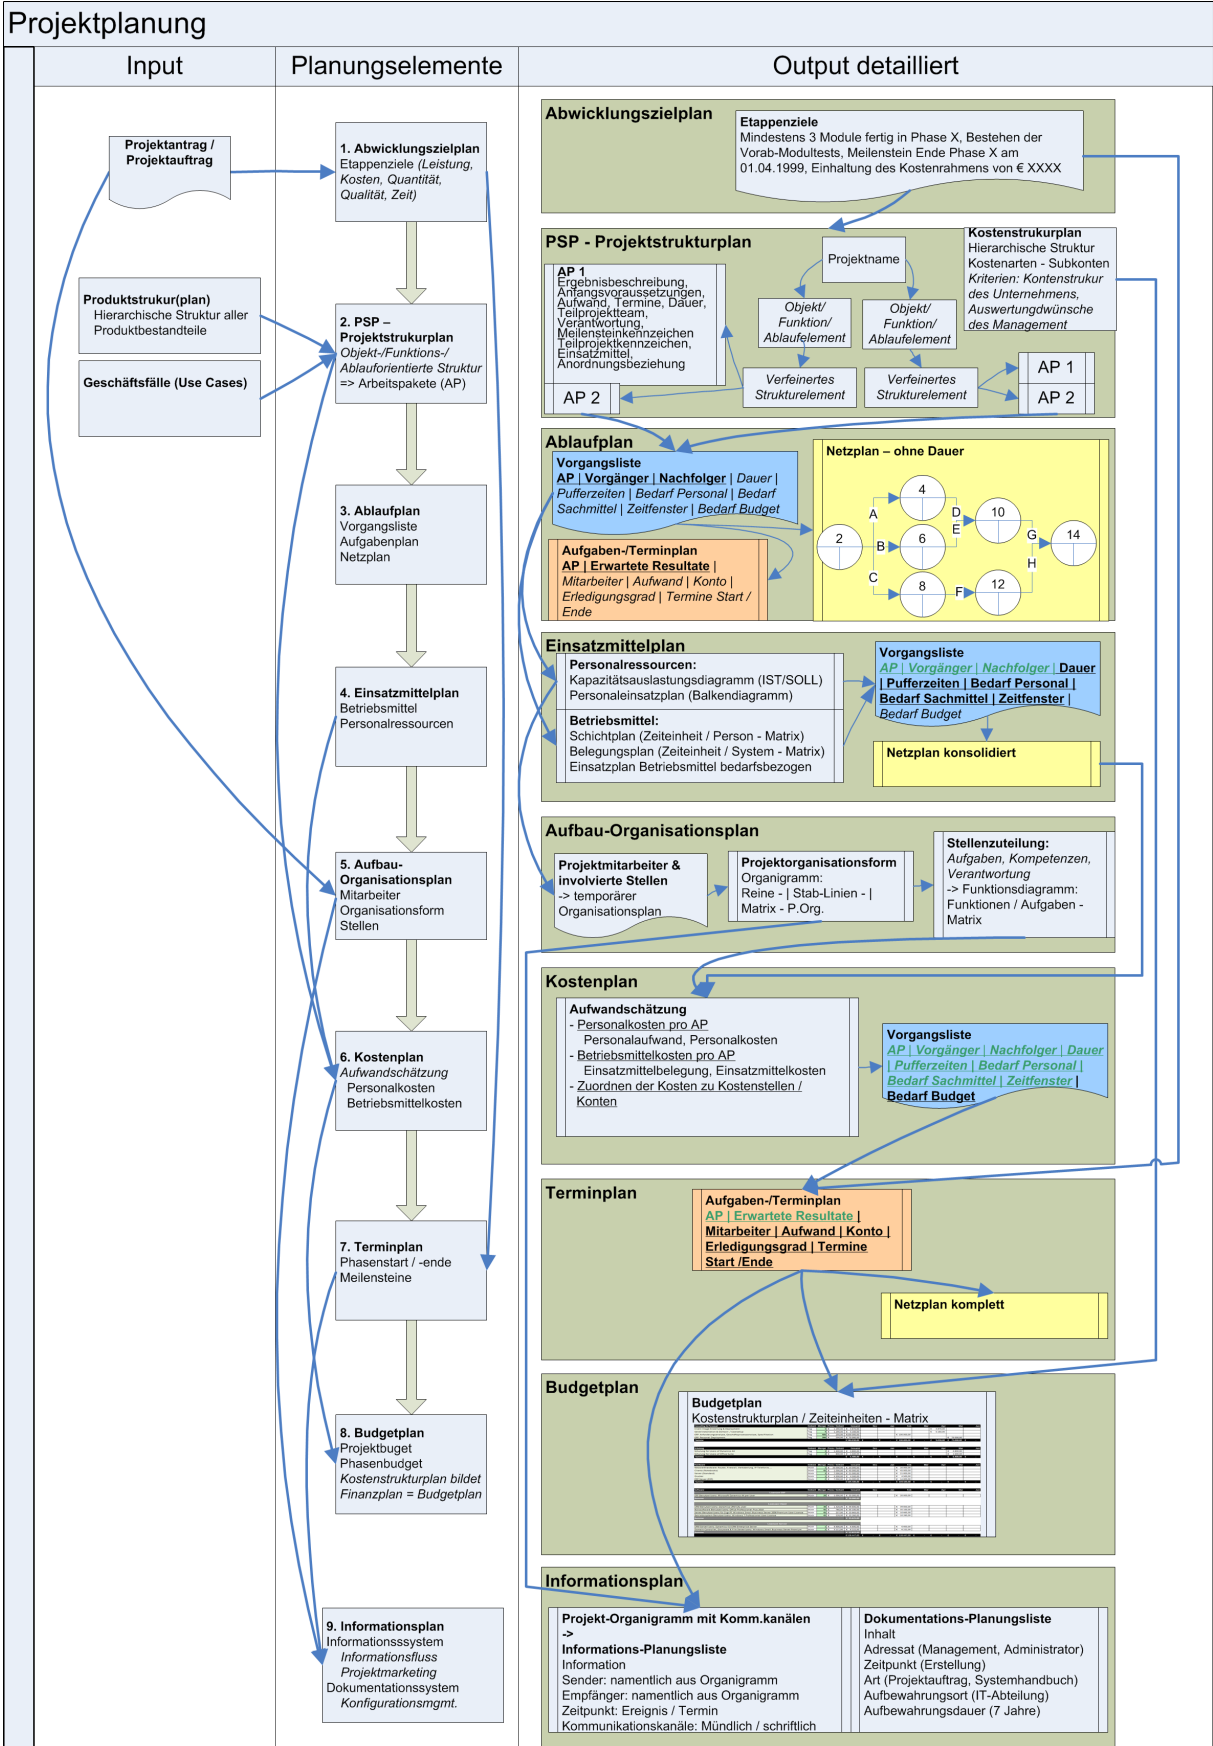 Projektplanung
Input
Planungselemente
Output detailliert
Projektantrag /
Projektauftrag
Produktstrukur(plan)
Hierarchische Struktur aller
Produktbestandteile
Geschäftsfälle (Use Cases)
1. Abwicklungszielplan
Etappenziele (Leistung,
Kosten, Quantität,
Qualität, Zeit)
2. PSP –
Projektstrukurplan
Objekt-/Funktions-/
Ablauforientierte Struktur
=> Arbeitspakete (AP)
3. Ablaufplan
Vorgangsliste
Aufgabenplan
Netzplan
4. Einsatzmittelplan
Betriebsmittel
Personalressourcen
5. Aufbau-
Organisationsplan
Mitarbeiter
Organisationsform
Stellen
6. Kostenplan
Aufwandschätzung
Personalkosten
Betriebsmittelkosten
7. Terminplan
Phasenstart / -ende
Meilensteine
8. Budgetplan
Projektbuget
Phasenbudget
Kostenstrukturplan bildet
Finanzplan = Budgetplan
9. Informationsplan
Informationsssystem
Informationsfluss
Projektmarketing
Dokumentationssystem
Konfigurationsmgmt.
Abwicklungszielplan
Etappenziele
Mindestens 3 Module fertig in Phase X, Bestehen der
Vorab-Modultests, Meilenstein Ende Phase X am
01.04.1999, Einhaltung des Kostenrahmens von € XXXX
PSP - Projektstrukturplan
AP 1
Ergebnisbeschreibung,
Anfangsvoraussetzungen,
Aufwand, Termine, Dauer,
Teilprojektteam,
Verantwortung,
Meilensteinkennzeichen
Teilprojektkennzeichen,
Einsatzmittel,
Anordnungsbeziehung
AP 2
Projektname
Objekt/
Funktion/
Ablaufelement
Objekt/
Funktion/
Ablaufelement
Verfeinertes
Strukturelement
Verfeinertes
Strukturelement
Kostenstrukurplan
Hierarchische Struktur
Kostenarten - Subkonten
Kriterien: Kontenstrukur
des Unternehmens,
Auswertungdwünsche
des Management
AP 1
AP 2
Ablaufplan
Vorgangsliste
AP | Vorgänger | Nachfolger | Dauer |
Pufferzeiten | Bedarf Personal | Bedarf
Sachmittel | Zeitfenster | Bedarf Budget
Aufgaben-/Terminplan
AP | Erwartete Resultate |
Mitarbeiter | Aufwand | Konto |
Erledigungsgrad | Termine Start /
Ende
Netzplan – ohne Dauer
2
A
B
C
4
6
8
D
E
F
10
12
G
H
14
Einsatzmittelplan
Personalressourcen:
Kapazitätsauslastungsdiagramm (IST/SOLL)
Personaleinsatzplan (Balkendiagramm)
Betriebsmittel:
Schichtplan (Zeiteinheit / Person - Matrix)
Belegungsplan (Zeiteinheit / System - Matrix)
Einsatzplan Betriebsmittel bedarfsbezogen
Vorgangsliste
AP | Vorgänger | Nachfolger | Dauer
| Pufferzeiten | Bedarf Personal |
Bedarf Sachmittel | Zeitfenster |
Bedarf Budget
Netzplan konsolidiert
Aufbau-Organisationsplan
Projektmitarbeiter &
involvierte Stellen
-> temporärer
Organisationsplan
Projektorganisationsform
Organigramm:
Reine - | Stab-Linien - |
Matrix - P.Org.
Stellenzuteilung:
Aufgaben, Kompetenzen,
Verantwortung
-> Funktionsdiagramm:
Funktionen / Aufgaben -
Matrix
Kostenplan
Aufwandschätzung
- Personalkosten pro AP
Personalaufwand, Personalkosten
- Betriebsmittelkosten pro AP
Einsatzmittelbelegung, Einsatzmittelkosten
- Zuordnen der Kosten zu Kostenstellen /
Konten
Vorgangsliste
AP | Vorgänger | Nachfolger | Dauer
| Pufferzeiten | Bedarf Personal |
Bedarf Sachmittel | Zeitfenster |
Bedarf Budget
Terminplan
Aufgaben-/Terminplan
AP | Erwartete Resultate |
Mitarbeiter | Aufwand | Konto |
Erledigungsgrad | Termine
Start /Ende
Netzplan komplett
Budgetplan
Budgetplan
Kostenstrukturplan / Zeiteinheiten - Matrix
Informationsplan
Projekt-Organigramm mit Komm.kanälen
->
Informations-Planungsliste
Information
Sender: namentlich aus Organigramm
Empfänger: namentlich aus Organigramm
Zeitpunkt: Ereignis / Termin
Kommunikationskanäle: Mündlich / schriftlich
Dokumentations-Planungsliste
Inhalt
Adressat (Management, Administrator)
Zeitpunkt (Erstellung)
Art (Projektauftrag, Systemhandbuch)
Aufbewahrungsort (IT-Abteilung)
Aufbewahrungsdauer (7 Jahre)